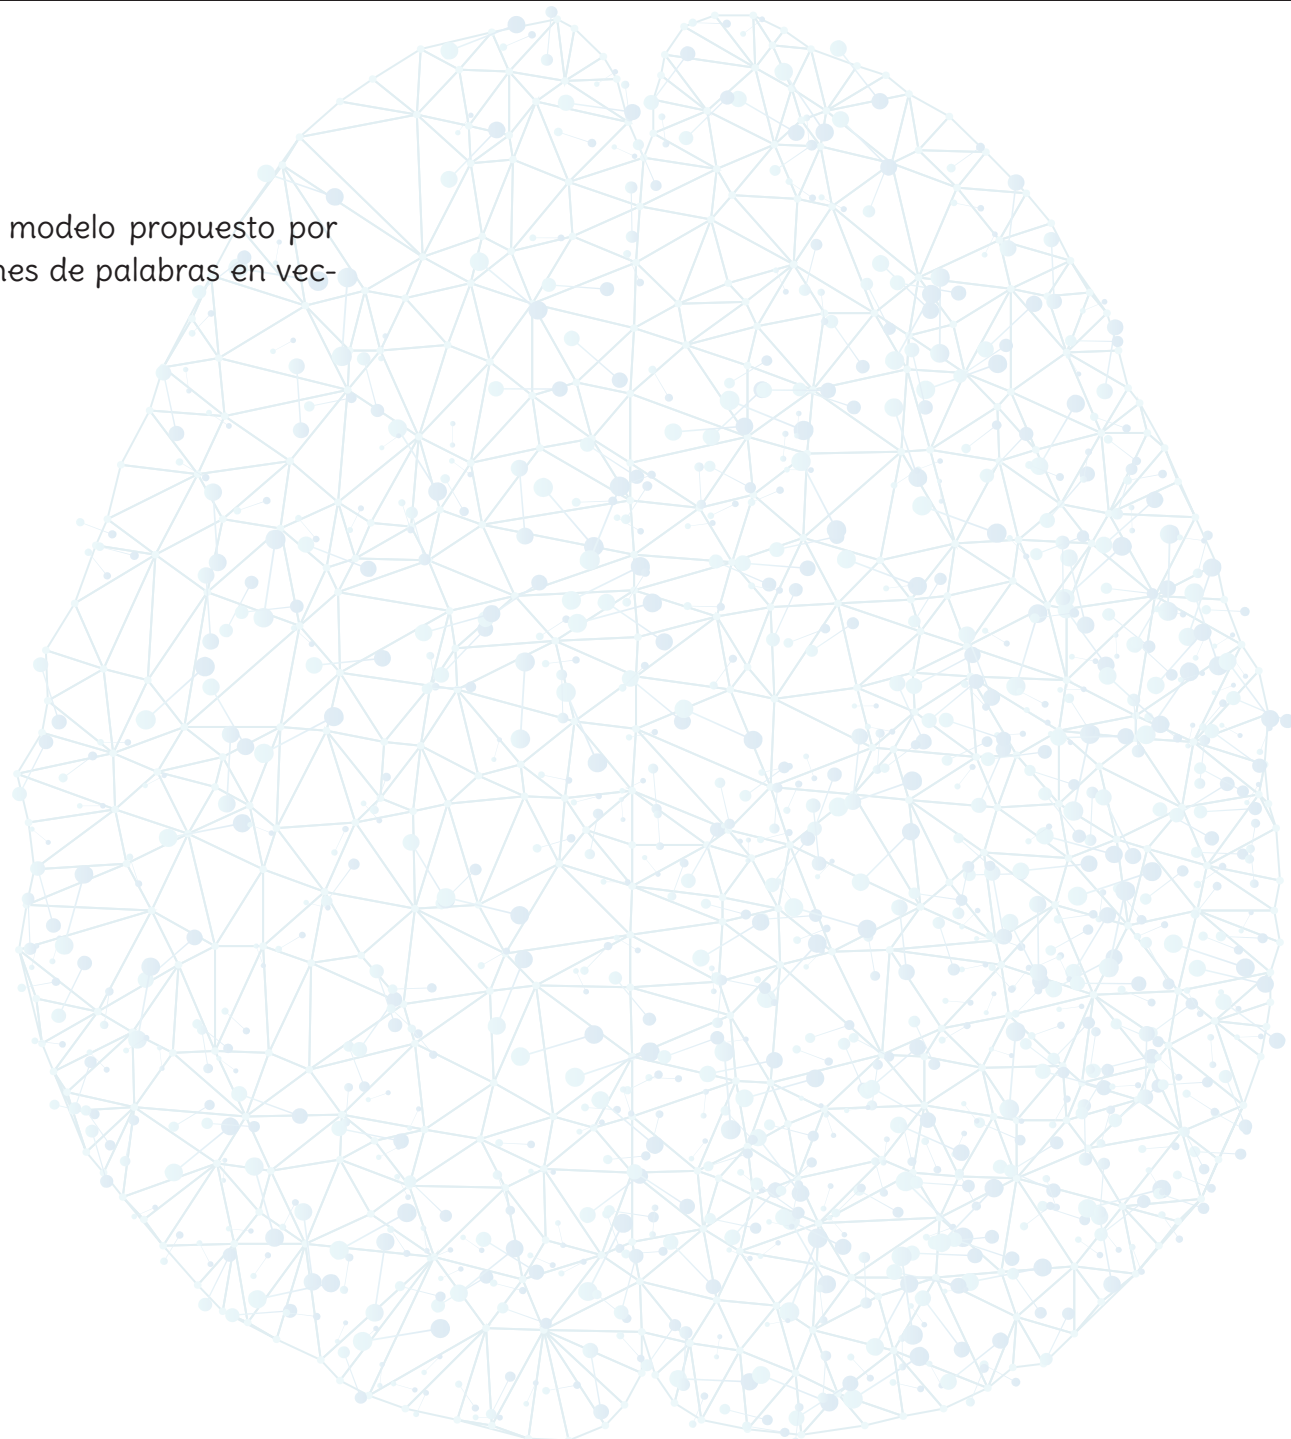 modelo propuesto por
nes de palabras en vec-